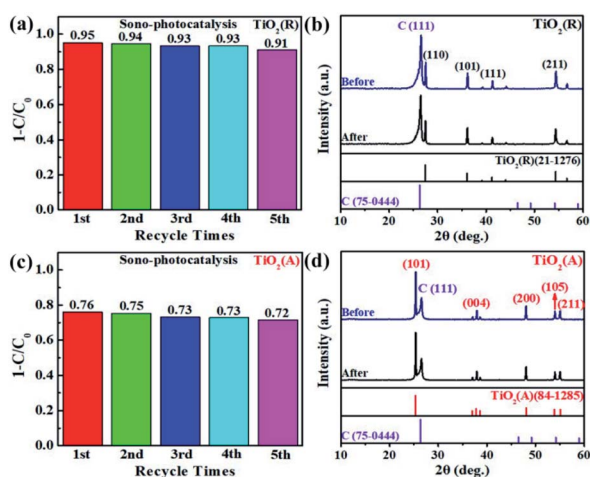 (a)
Sono-photocatalysis TiO2(R)
1-C/C0
1.0
0.8
0.6
0.4
0.2
0.0
0.95 0.94 0.93 0.93 0.91
1st 2nd 3rd 4th 5th
Recycle Times
(b)
TiO2(R)
C (111)
(110)
(101)
(111)
(211)
Before
After
TiO2(R)(21-1276)
C (75-0444)
Intensity (a.u.)
10 20 30 40 50 60
2θ (deg.)
(c)
Sono-photocatalysis TiO2(A)
1-C/C0
1.0
0.8
0.6
0.4
0.2
0.0
0.76 0.75 0.73 0.73 0.72
1st 2nd 3rd 4th 5th
Recycle Times
(d)
TiO2(A)
(101)
C (111)
(004)
(200)
(105)
(211)
Before
After
TiO2(A)(84-1285)
C (75-0444)
Intensity (a.u.)
10 20 30 40 50 60
2θ (deg.)